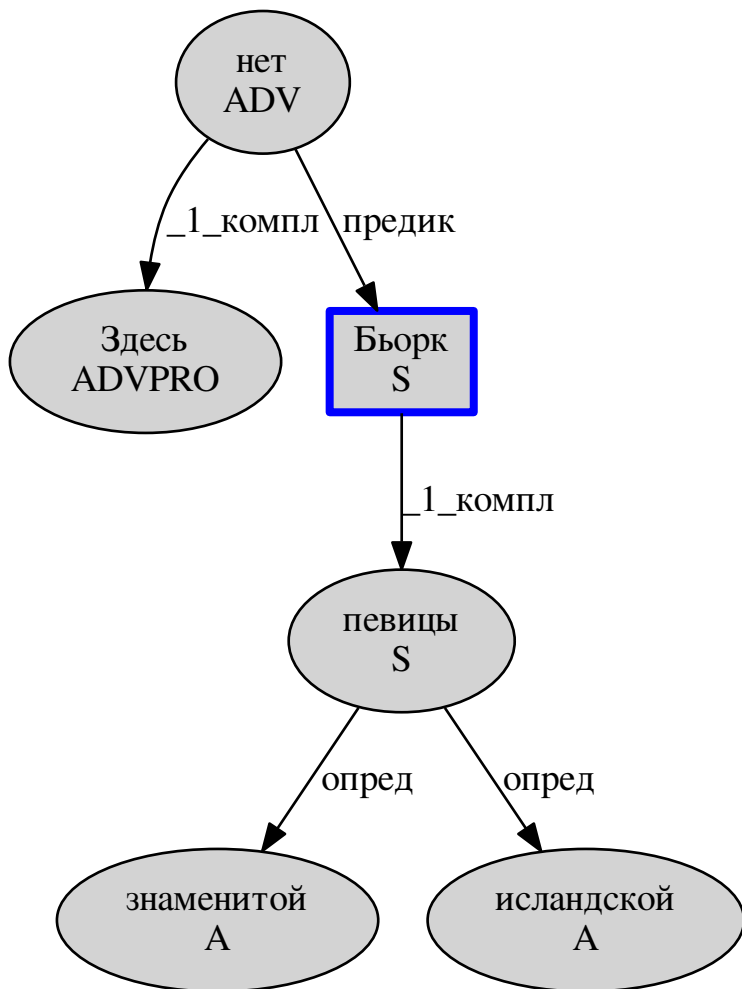 нет
ADV
_1_компл
предик
Здесь
ADVPRO
Бьорк
S
_1_компл
певицы
S
опред
опред
знаменитой
A
исландской
A